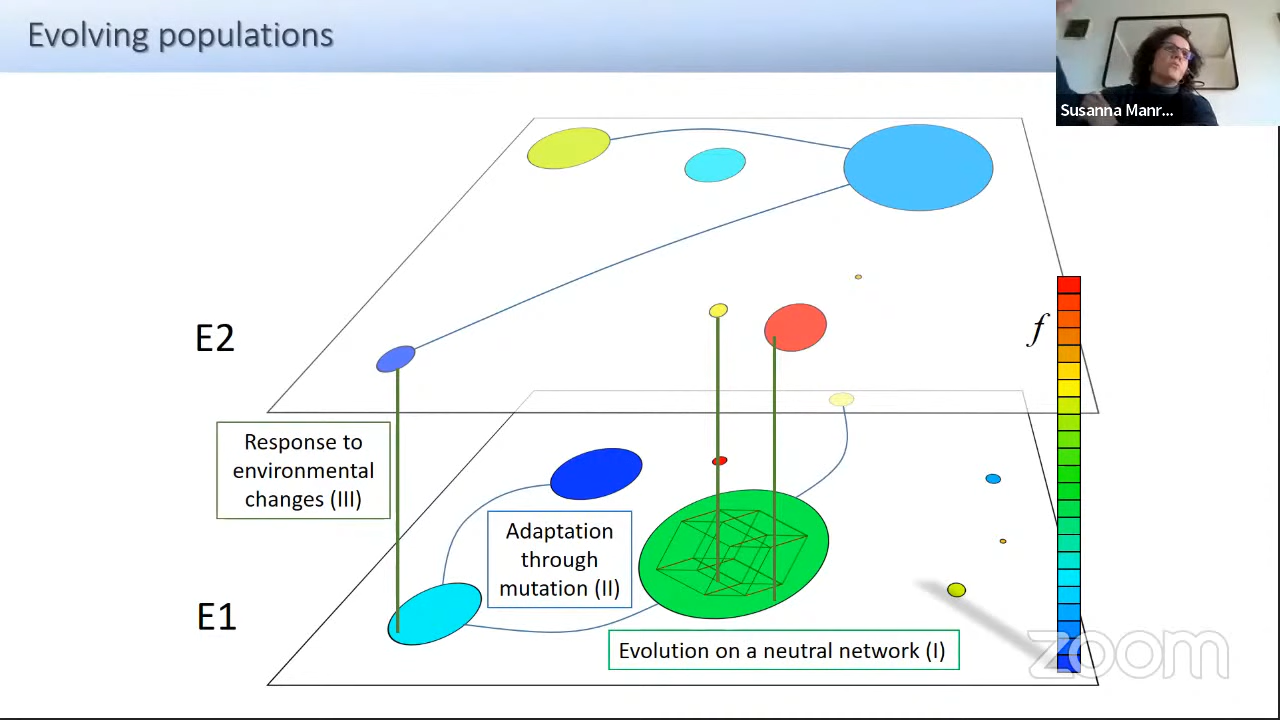 Evolving populations
Susanna Manr...
E2
f
Response to
environmental
changes (III)
Adaptation
through
mutation (II)
E1
Evolution on a neutral network (I)
zoom